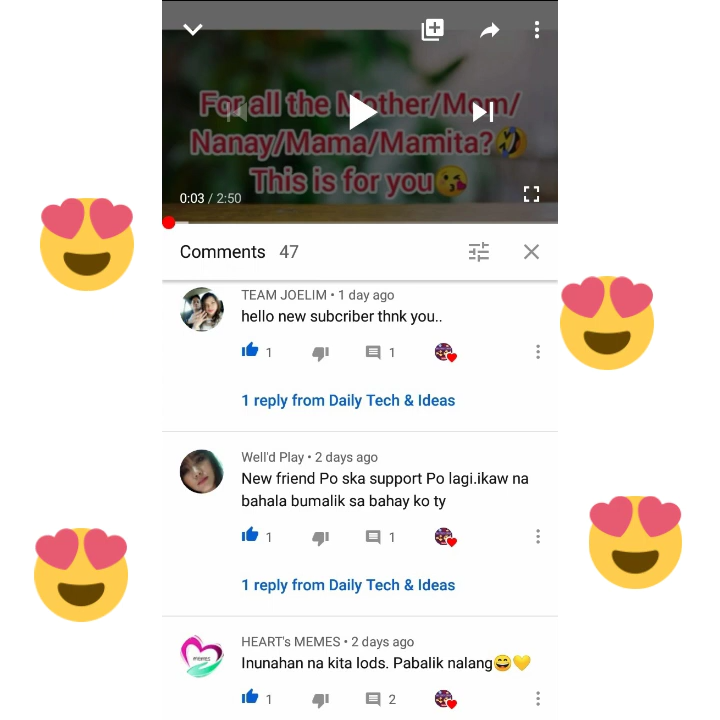 For all the Mother/Mom/
Nanay/Mama/Mamita?🤣
This is for you😘
0:03 / 2:50
Comments 47
TEAM JOELIM • 1 day ago
hello new subcriber thnk you..
1 1
1 reply from Daily Tech & Ideas
Well'd Play • 2 days ago
New friend Po ska support Po lagi.ikaw na
bahala bumalik sa bahay ko ty
1 1
1 reply from Daily Tech & Ideas
MEMES
HEART's MEMES • 2 days ago
Inunahan na kita lods. Pabalik nalang😄💛
1 2